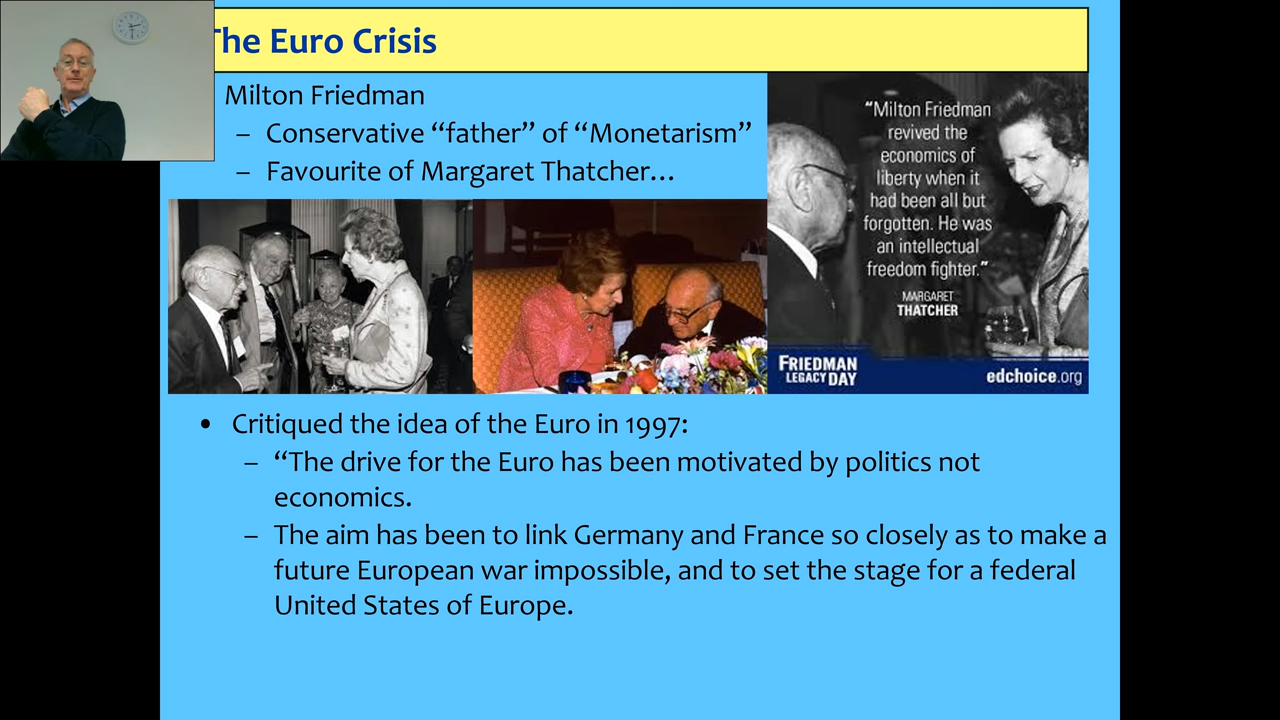 The Euro Crisis
Milton Friedman
– Conservative “father” of “Monetarism”
– Favourite of Margaret Thatcher…
“Milton Friedman
revived the
economics of
liberty when it
had been all but
forgotten. He was
an intellectual
freedom fighter.”
MARGARET
THATCHER
FRIEDMAN
LEGACY DAY
edchoice.org
• Critiqued the idea of the Euro in 1997:
– “The drive for the Euro has been motivated by politics not
economics.
– The aim has been to link Germany and France so closely as to make a
future European war impossible, and to set the stage for a federal
United States of Europe.